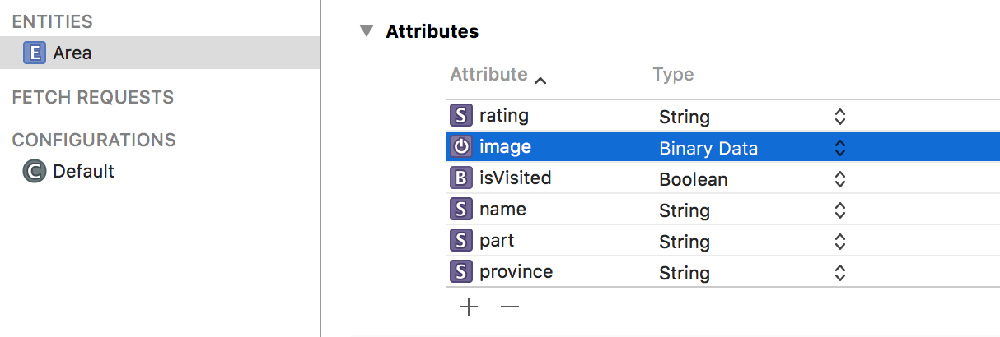 ENTITIES
E Area
FETCH REQUESTS
CONFIGURATIONS
C Default
Attributes
Attribute Type
S rating String
image Binary Data
B isVisited Boolean
S name String
S part String
S province String